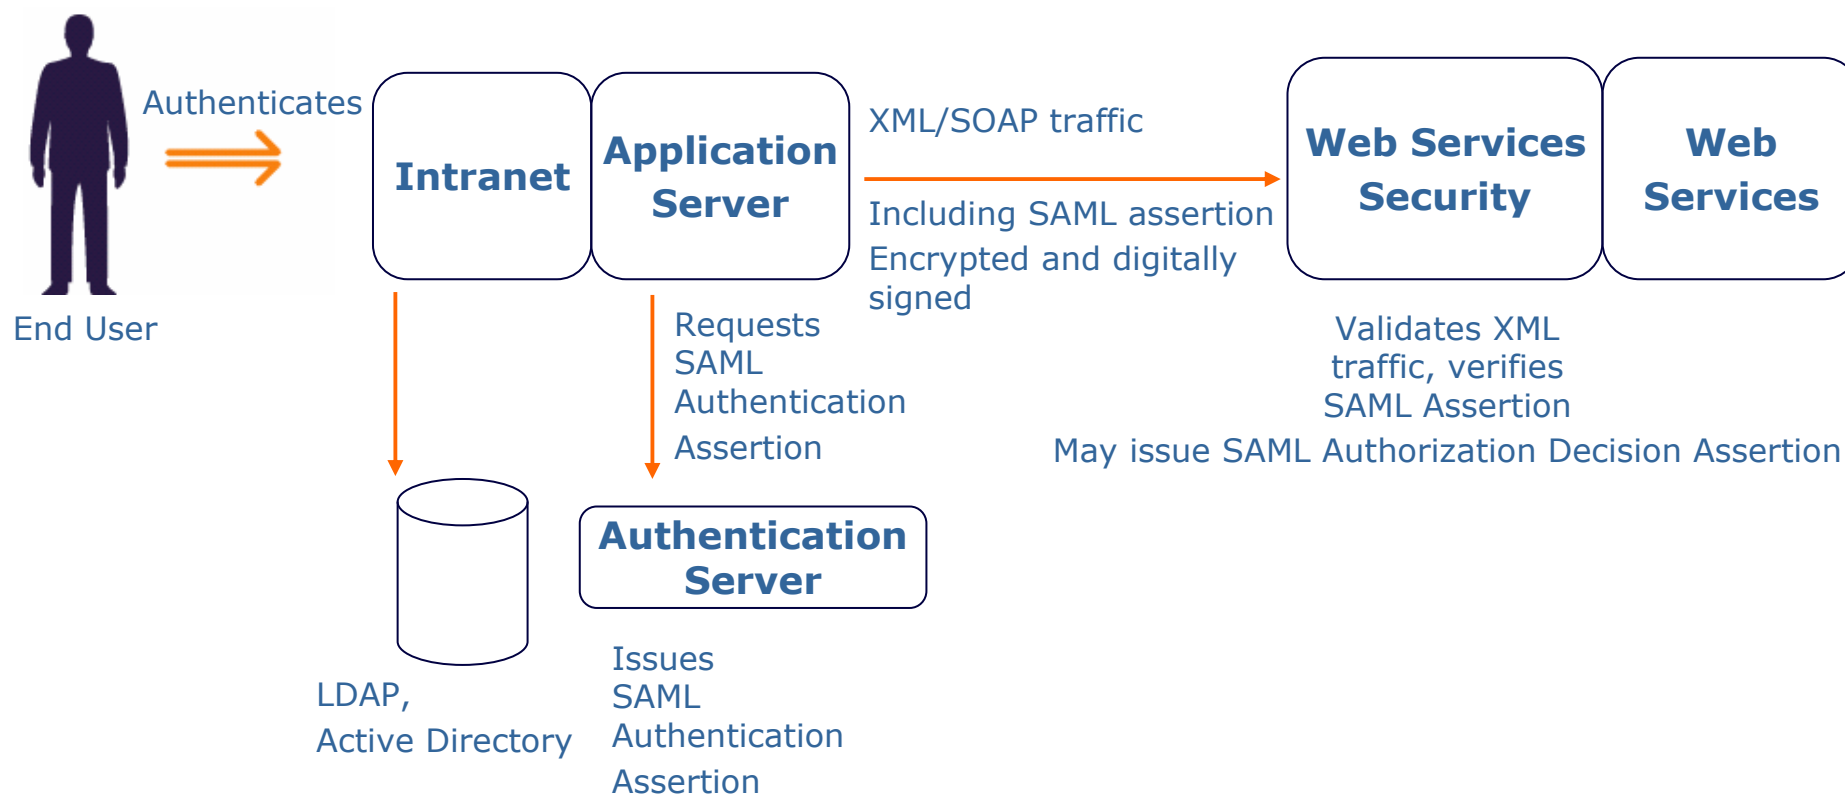 Authenticates
End User
Intranet
Application
Server
XML/SOAP traffic
Including SAML assertion
Encrypted and digitally
signed
Web Services
Security
Web
Services
Requests
SAML
Authentication
Assertion
Validates XML
traffic, verifies
SAML Assertion
May issue SAML Authorization Decision Assertion
LDAP,
Active Directory
Authentication
Server
Issues
SAML
Authentication
Assertion